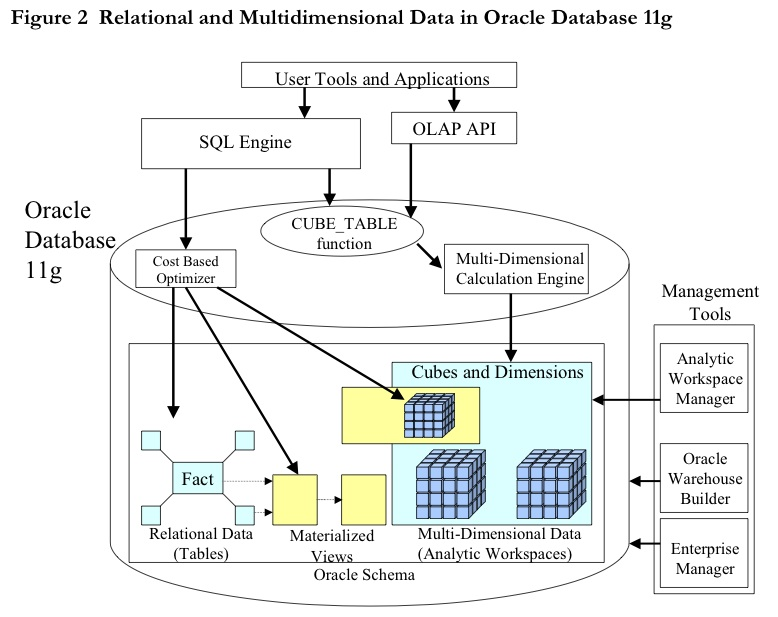 Figure 2  Relational and Multidimensional Data in Oracle Database 11g
User Tools and Applications
SQL Engine
OLAP API
Oracle
Database
11g
CUBE_TABLE
function
Cost Based
Optimizer
Multi-Dimensional
Calculation Engine
Management
Tools
Analytic
Workspace
Manager
Oracle
Warehouse
Builder
Enterprise
Manager
Cubes and Dimensions
Fact
Relational Data
(Tables)
Materialized
Views
Multi-Dimensional Data
(Analytic Workspaces)
Oracle Schema